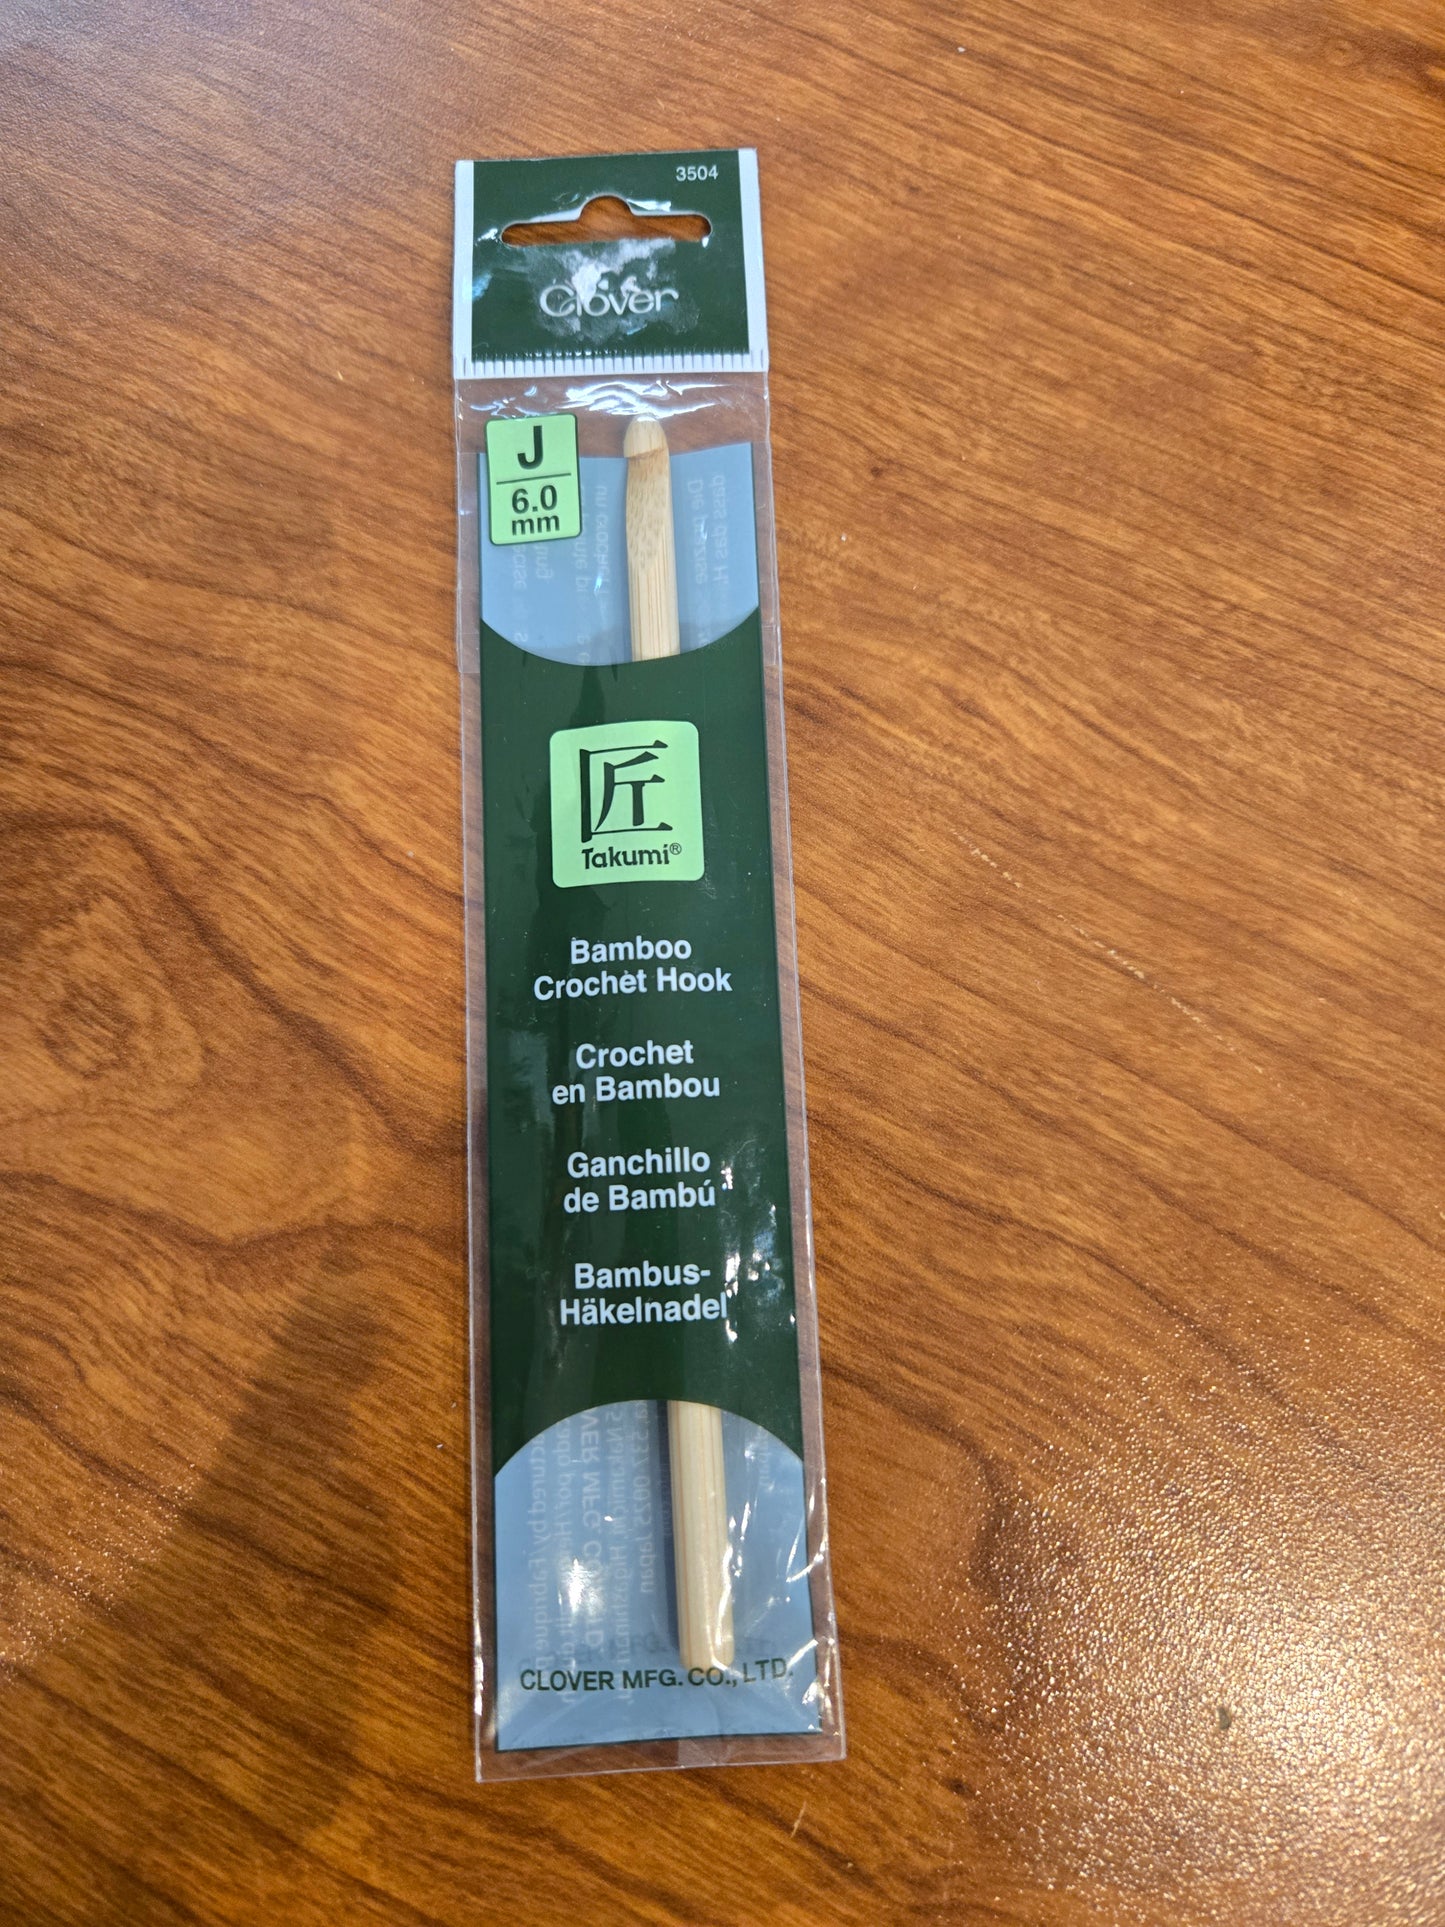 3504
Clover
J
6.0
mm
匠
Takumi®
Bamboo
Crochet Hook
Crochet
en Bambou
Ganchillo
de Bambú
Bambus-
Häkelnadel
CLOVER MFG. CO., LTD.